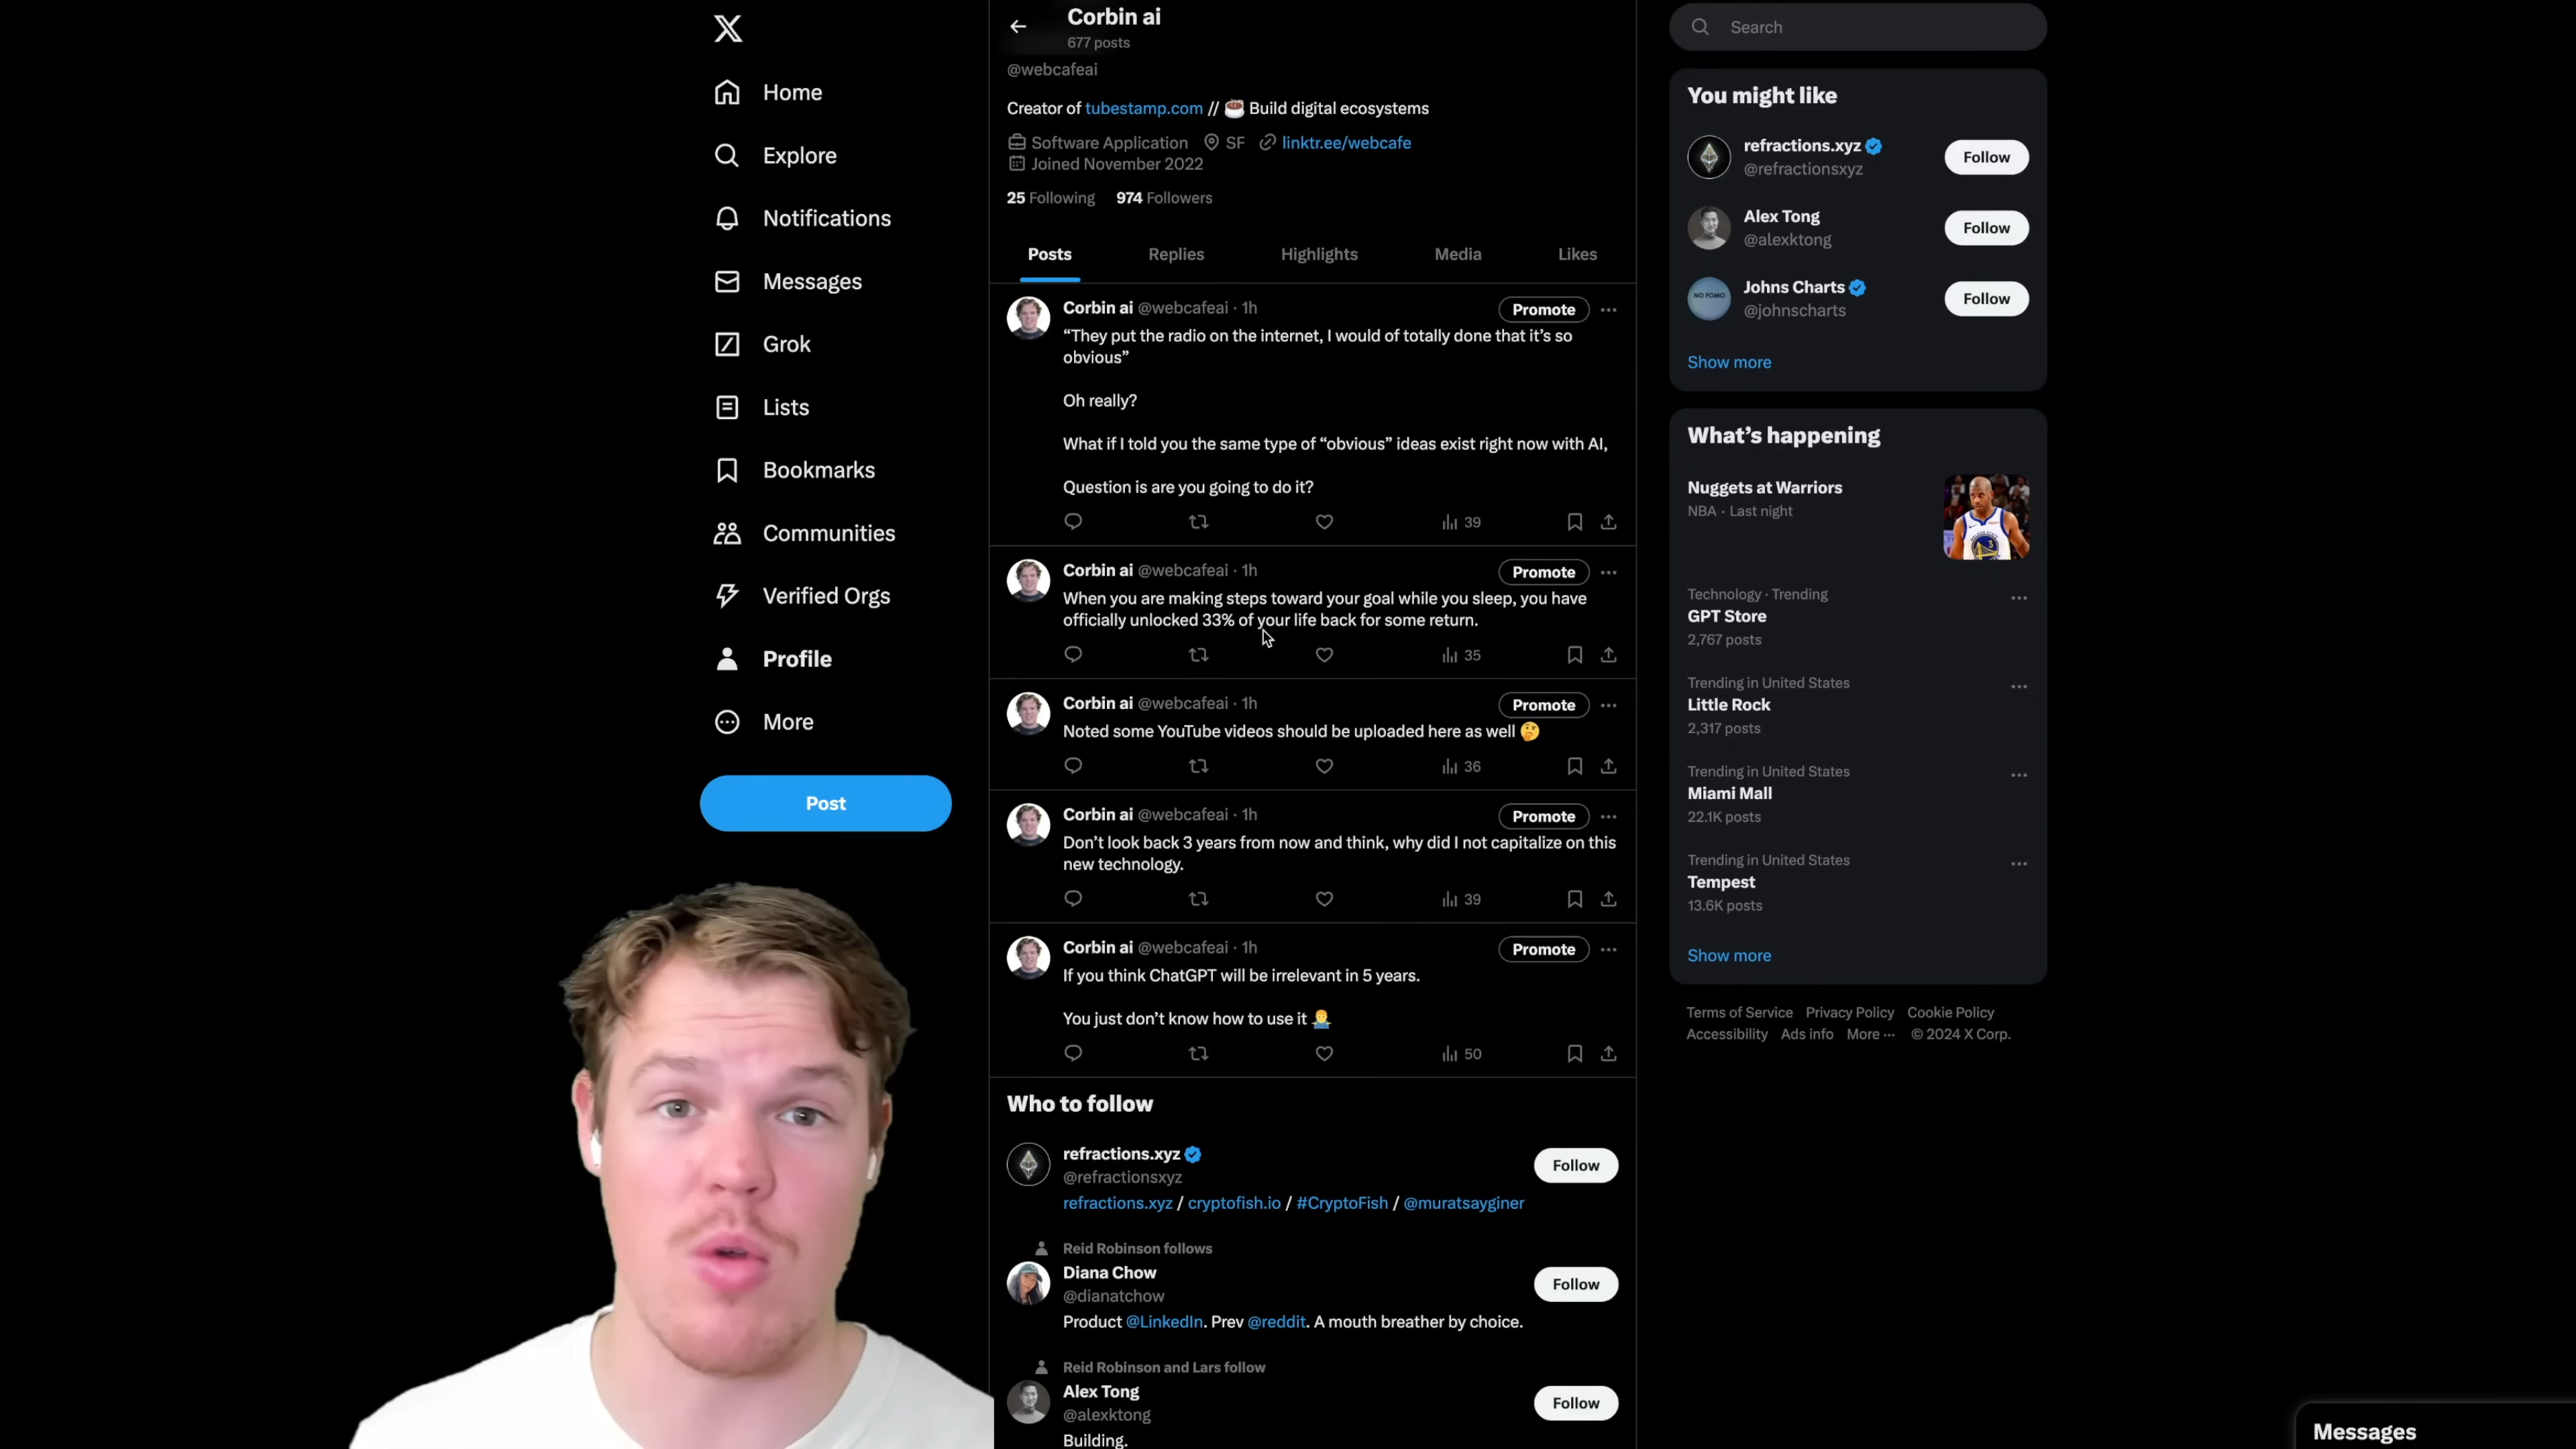 Home
Explore
Notifications
Messages
Grok
Lists
Bookmarks
Communities
Verified Orgs
Profile
More
Post
Corbin ai
677 posts
@webcafeai
Creator of tubestamp.com // ☕ Build digital ecosystems
Software Application SF linktr.ee/webcafe
Joined November 2022
25 Following 974 Followers
Posts Replies Highlights Media Likes
Corbin ai @webcafeai · 1h Promote
“They put the radio on the internet, I would of totally done that it’s so
obvious”
Oh really?
What if I told you the same type of “obvious” ideas exist right now with AI,
Question is are you going to do it?
39
Corbin ai @webcafeai · 1h Promote
When you are making steps toward your goal while you sleep, you have
officially unlocked 33% of your life back for some return.
35
Corbin ai @webcafeai · 1h Promote
Noted some YouTube videos should be uploaded here as well 🤔
36
Corbin ai @webcafeai · 1h Promote
Don’t look back 3 years from now and think, why did I not capitalize on this
new technology.
39
Corbin ai @webcafeai · 1h Promote
If you think ChatGPT will be irrelevant in 5 years.
You just don’t know how to use it 🤷‍♂️
50
Who to follow
refractions.xyz Follow
@refractionsxyz
refractions.xyz / cryptofish.io / #CryptoFish / @muratsayginer
Reid Robinson follows
Diana Chow Follow
@dianatchow
Product @LinkedIn. Prev @reddit. A mouth breather by choice.
Reid Robinson and Lars follow
Alex Tong Follow
@alexktong
Building.
Search
You might like
refractions.xyz Follow
@refractionsxyz
Alex Tong Follow
@alexktong
NO FOMO
Johns Charts Follow
@johnscharts
Show more
What’s happening
Nuggets at Warriors
NBA · Last night
Technology · Trending
GPT Store
2,767 posts
Trending in United States
Little Rock
2,317 posts
Trending in United States
Miami Mall
22.1K posts
Trending in United States
Tempest
13.6K posts
Show more
Terms of Service Privacy Policy Cookie Policy
Accessibility Ads info More ··· © 2024 X Corp.
Messages